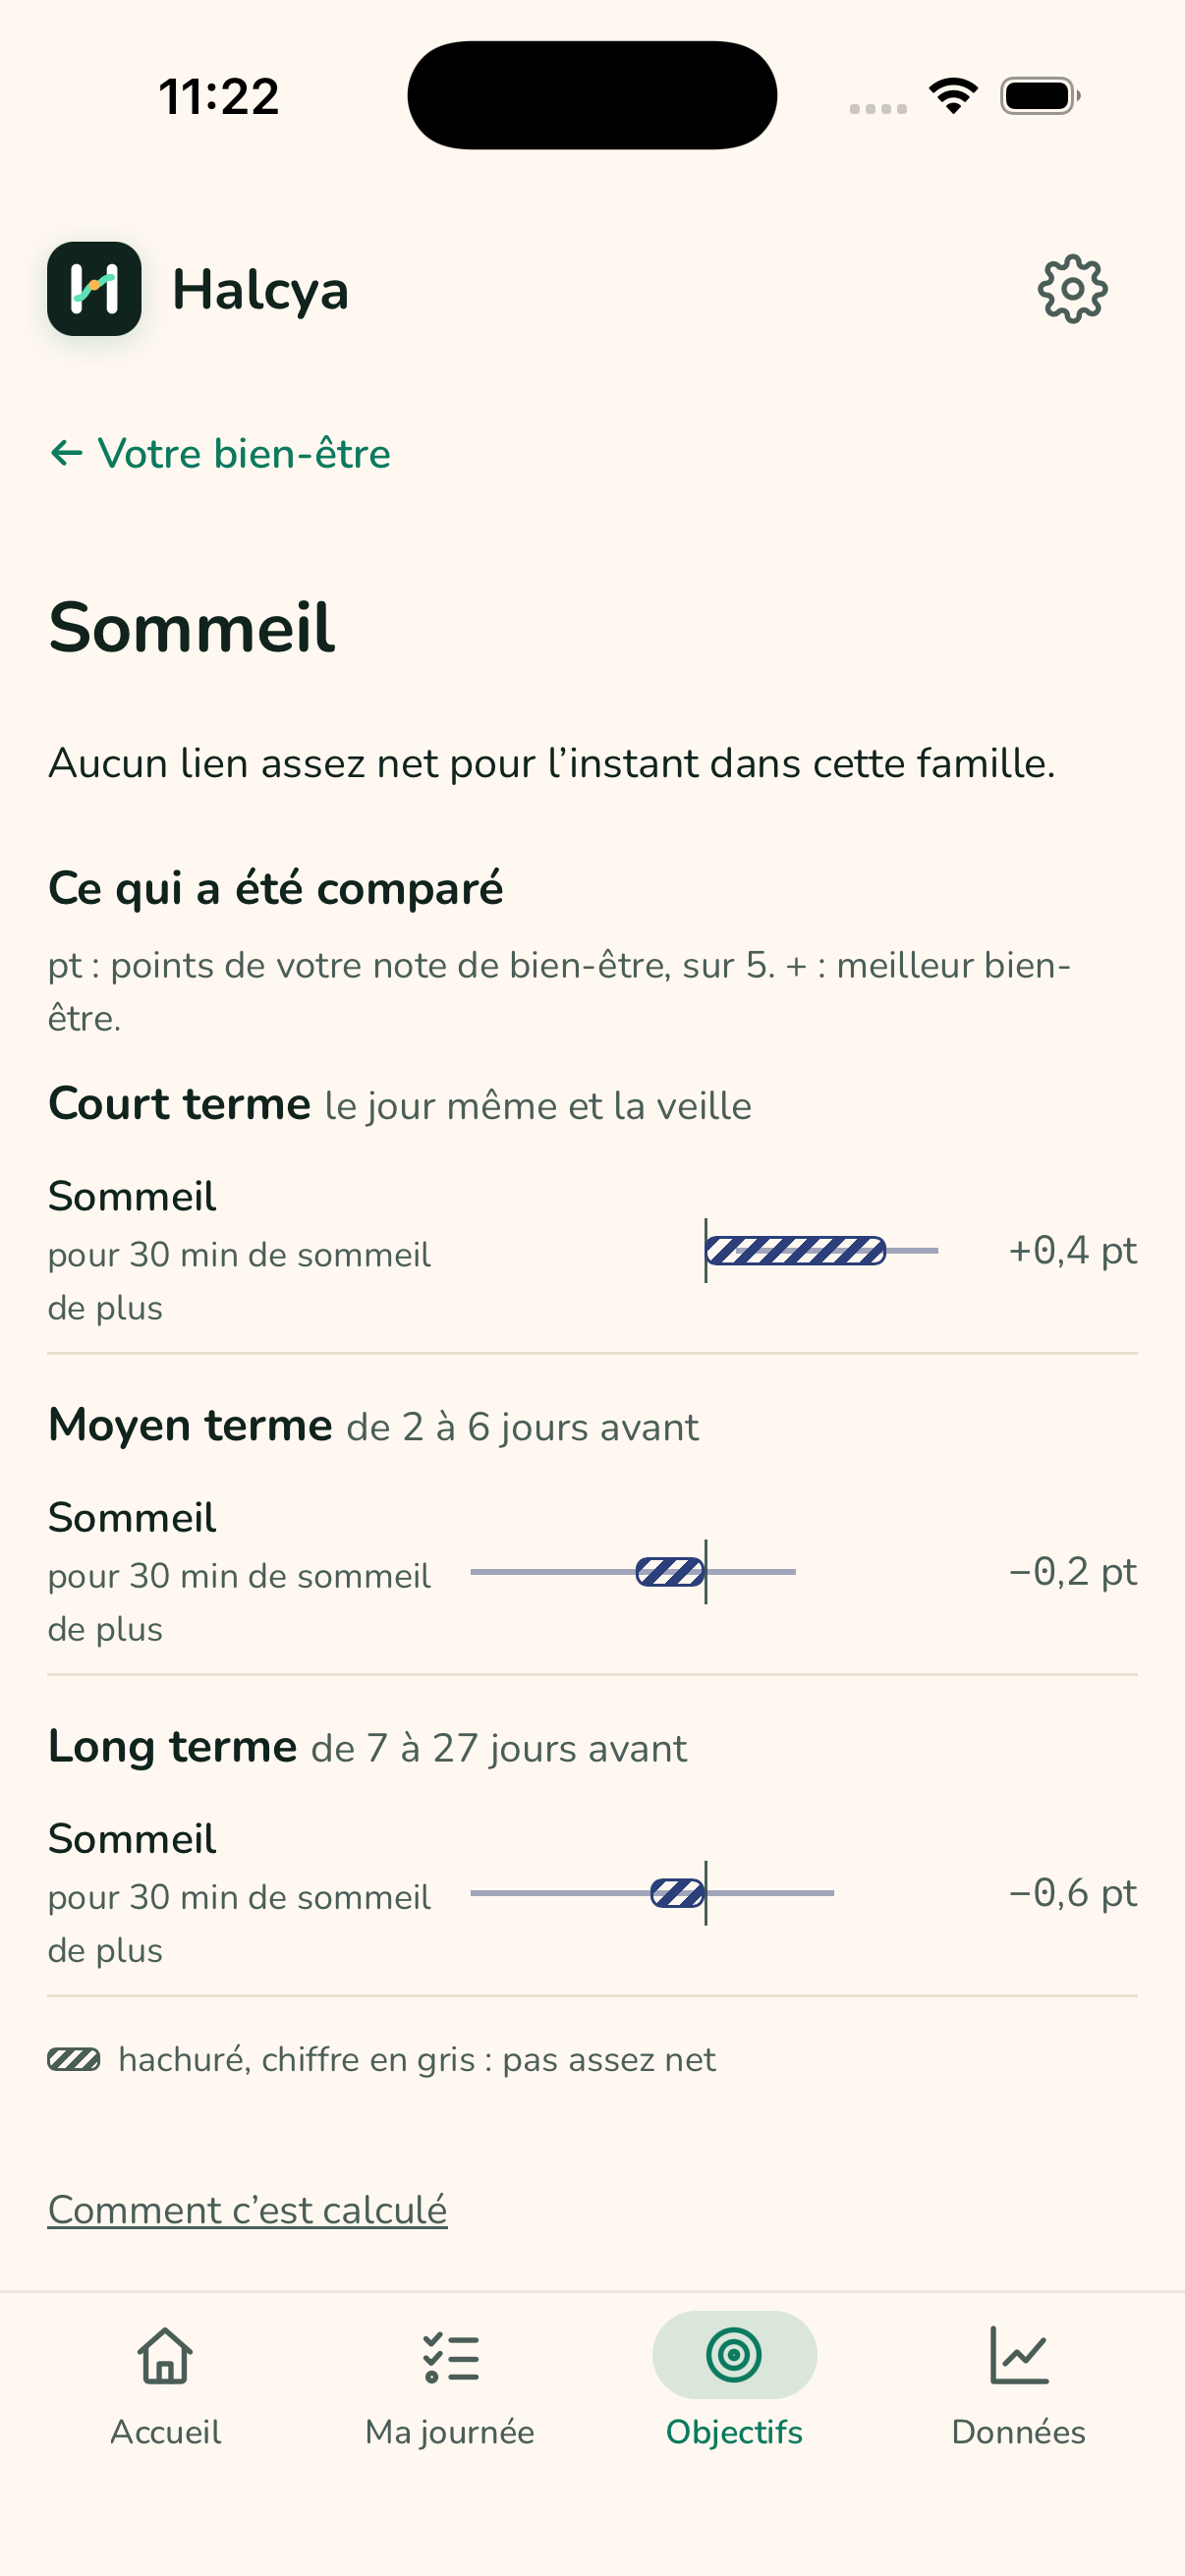 11:22
Halcya
← Votre bien-être
Sommeil
Aucun lien assez net pour l’instant dans cette famille.
Ce qui a été comparé
pt : points de votre note de bien-être, sur 5. + : meilleur bien-
être.
Court terme le jour même et la veille
Sommeil
pour 30 min de sommeil
de plus
+0,4 pt
Moyen terme de 2 à 6 jours avant
Sommeil
pour 30 min de sommeil
de plus
−0,2 pt
Long terme de 7 à 27 jours avant
Sommeil
pour 30 min de sommeil
de plus
−0,6 pt
hachuré, chiffre en gris : pas assez net
Comment c’est calculé
Accueil
Ma journée
Objectifs
Données